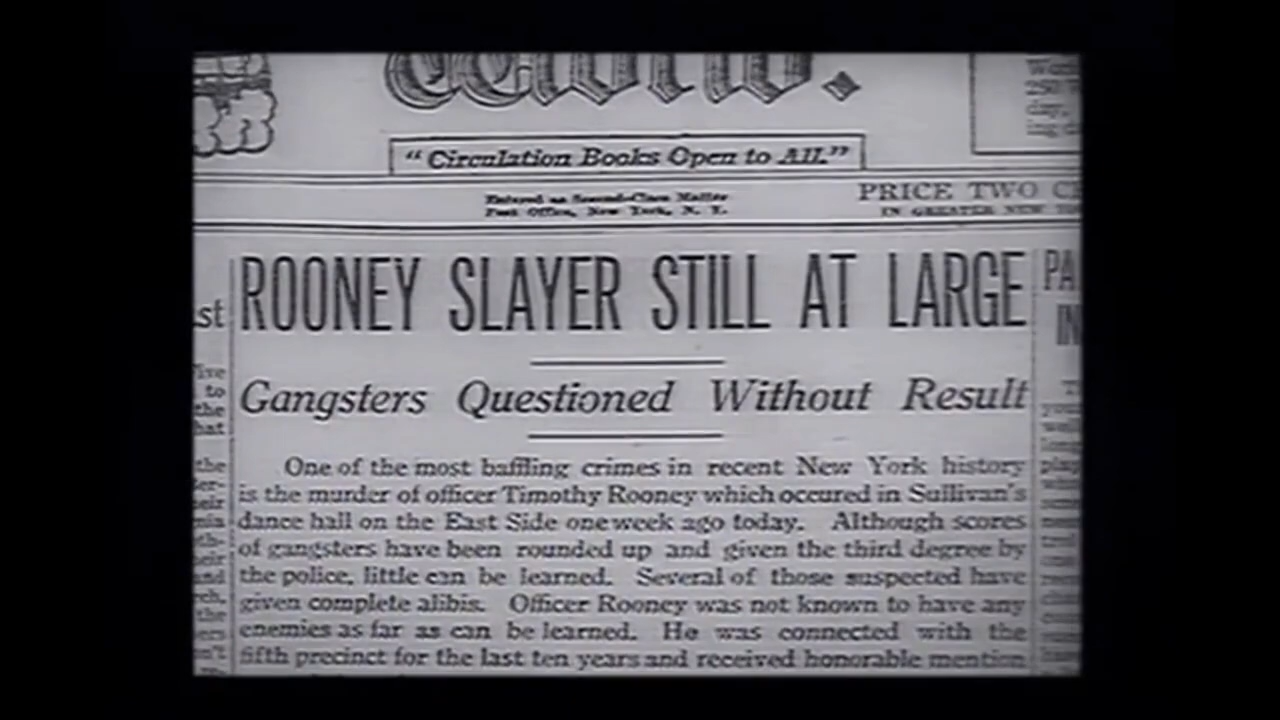 World.
"Circulation Books Open to All."
Entered as Second-Class Matter
Post Office, New York, N. Y.
PRICE TWO
IN GREATER NEW
ROONEY SLAYER STILL AT LARGE
Gangsters Questioned Without Result
One of the most baffling crimes in recent New York history
is the murder of officer Timothy Rooney which occured in Sullivan's
dance hall on the East Side one week ago today. Although scores
of gangsters have been rounded up and given the third degree by
the police, little can be learned. Several of those suspected have
given complete alibis. Officer Rooney was not known to have any
enemies as far as can be learned. He was connected with the
fifth precinct for the last ten years and received honorable mention